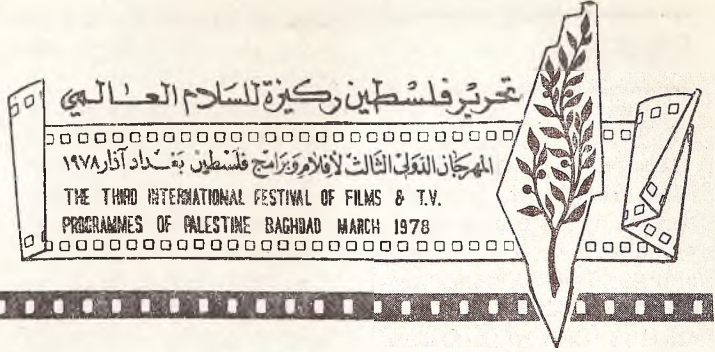 تحرير فلسطين ركيزة للسلام العالمي
المهرجان الدولي الثالث لأفلام وبرامج فلسطين بغداد آذار ١٩٧٨
THE THIRD INTERNATIONAL FESTIVAL OF FILMS & T.V.
PROGRAMMES OF PALESTINE BAGHDAD MARCH 1978